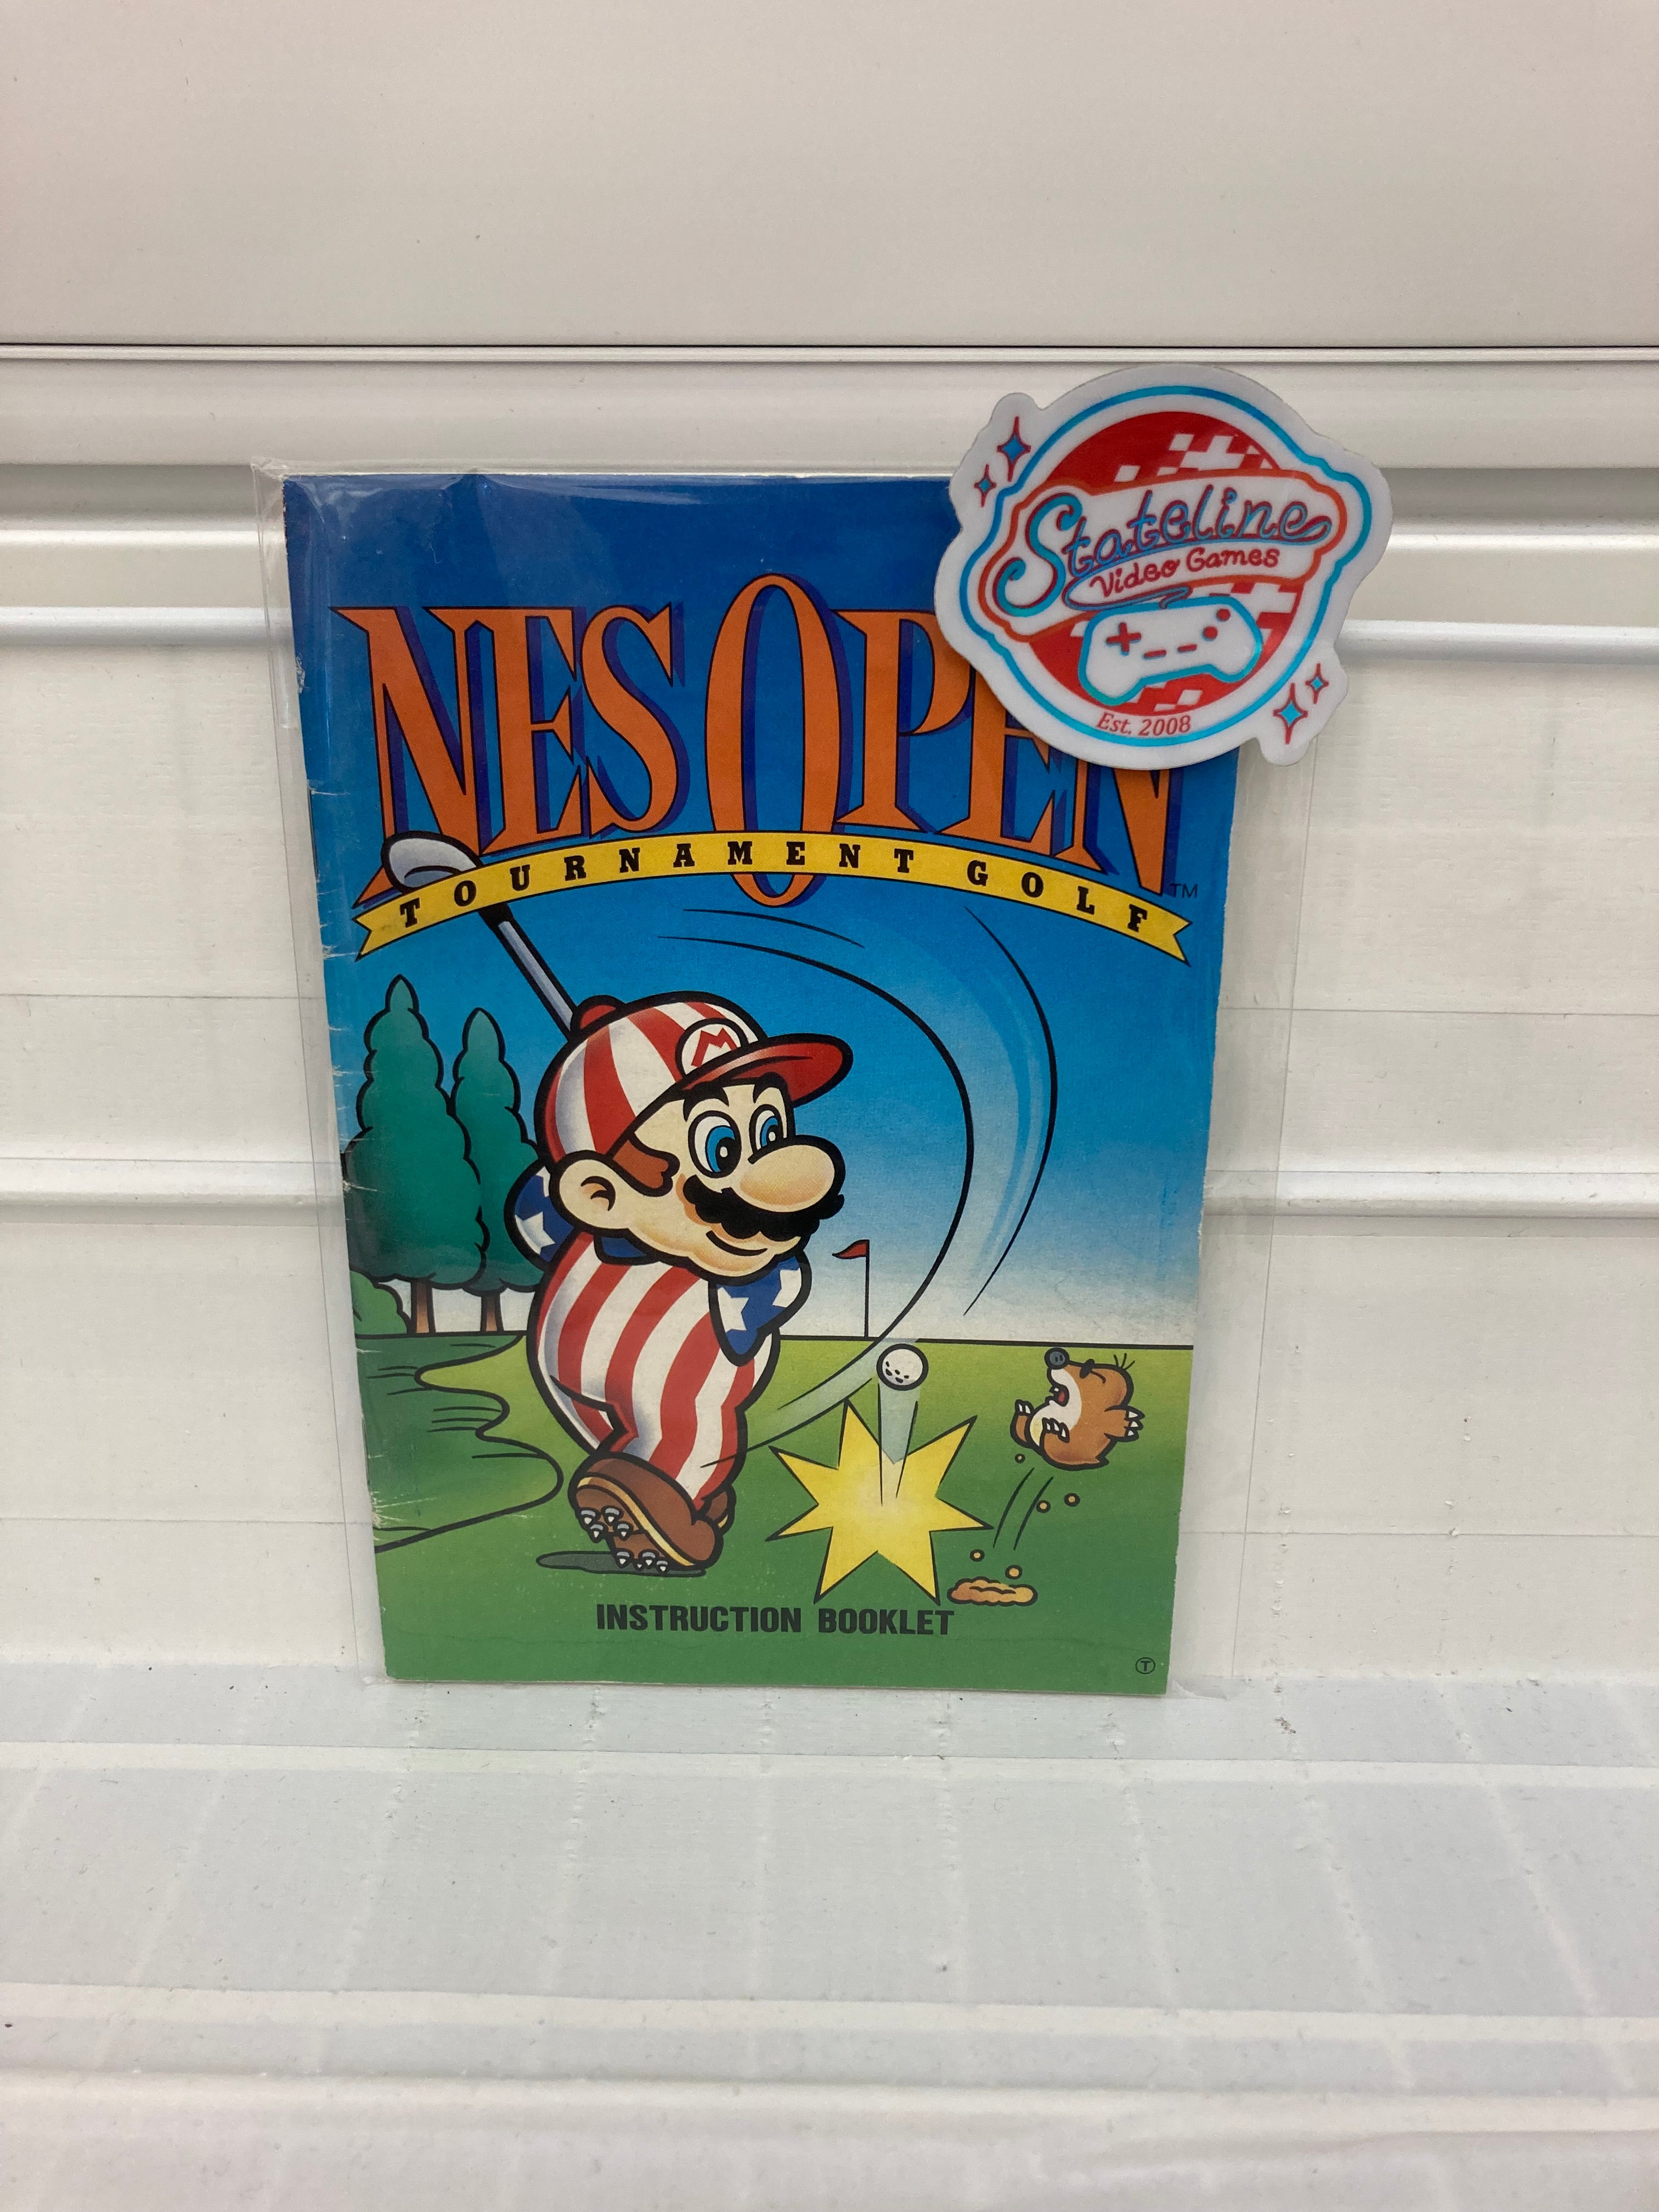 Stateline
Video Games
Est. 2008
NES OPEN
TOURNAMENT GOLF
TM
M
INSTRUCTION BOOKLET
T